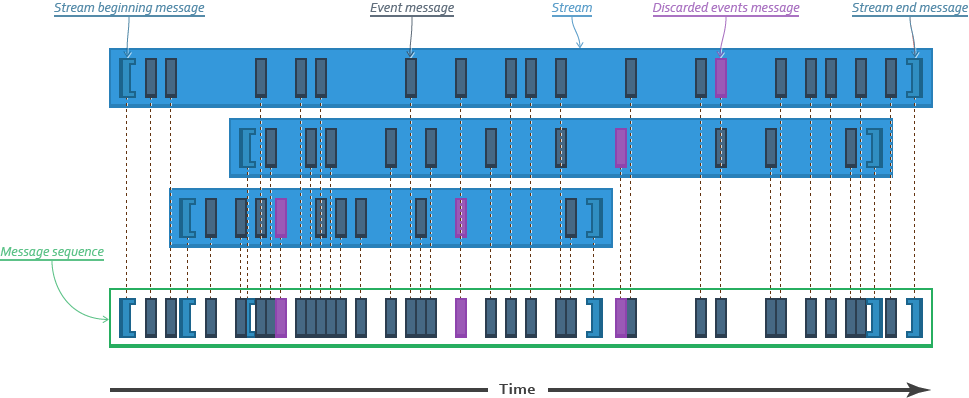 Stream beginning message
Event message
Stream
Discarded events message
Stream end message
Message sequence
Time